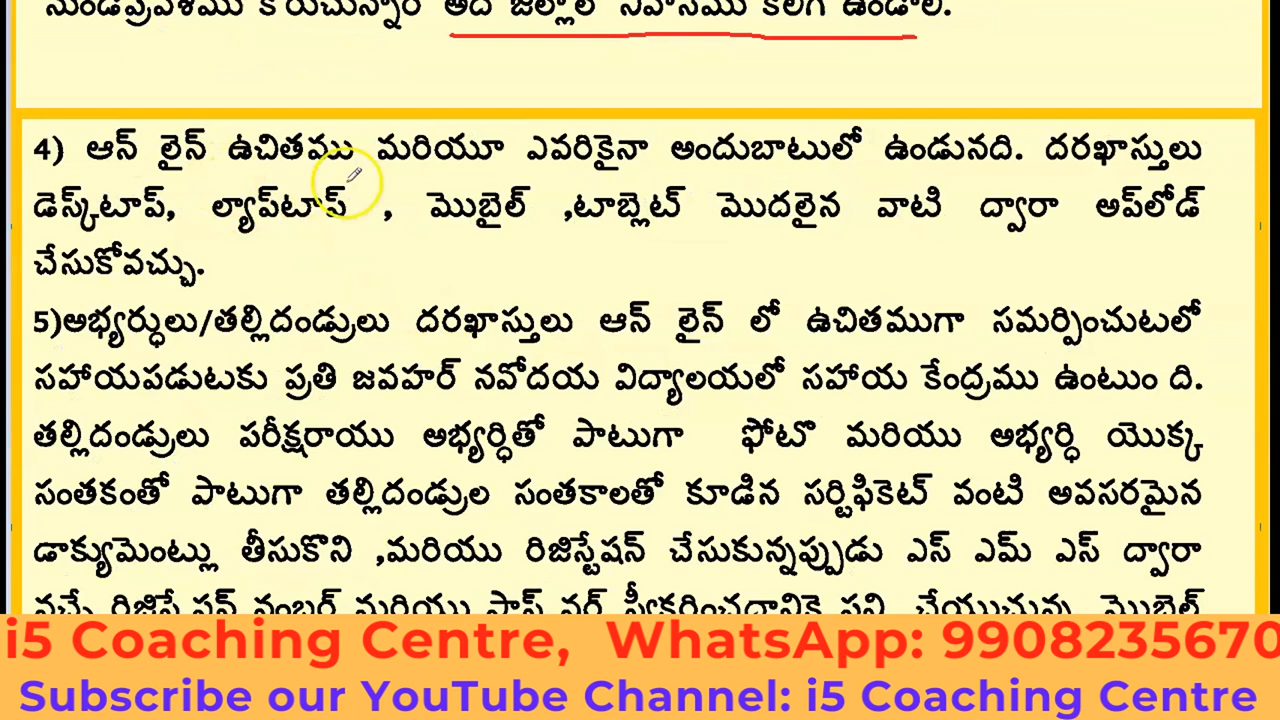 ఉండాలి.
4) ఆన్ లైన్ ఉచితము మరియూ ఎవరికైనా అందుబాటులో ఉండునది. దరఖాస్తులు
డెస్క్‌టాప్, ల్యాప్‌టాప్ , మొబైల్ ,టాబ్లెట్ మొదలైన వాటి ద్వారా అప్‌లోడ్
చేసుకోవచ్చు.
5)అభ్యర్ధులు/తల్లిదండ్రులు దరఖాస్తులు ఆన్ లైన్ లో ఉచితముగా సమర్పించుటలో
సహాయపడుటకు ప్రతి జవహర్ నవోదయ విద్యాలయలో సహాయ కేంద్రము ఉంటుం ది.
తల్లిదండ్రులు పరీక్షరాయు అభ్యర్ధితో పాటుగా ఫోటొ మరియు అభ్యర్ధి యొక్క
సంతకంతో పాటుగా తల్లిదండ్రుల సంతకాలతో కూడిన సర్టిఫికెట్ వంటి అవసరమైన
డాక్యుమెంట్లు తీసుకొని ,మరియు రిజిస్టేషన్ చేసుకున్నప్పుడు ఎస్ ఎమ్ ఎస్ ద్వారా
i5 Coaching Centre, WhatsApp: 9908235670
Subscribe our YouTube Channel: i5 Coaching Centre